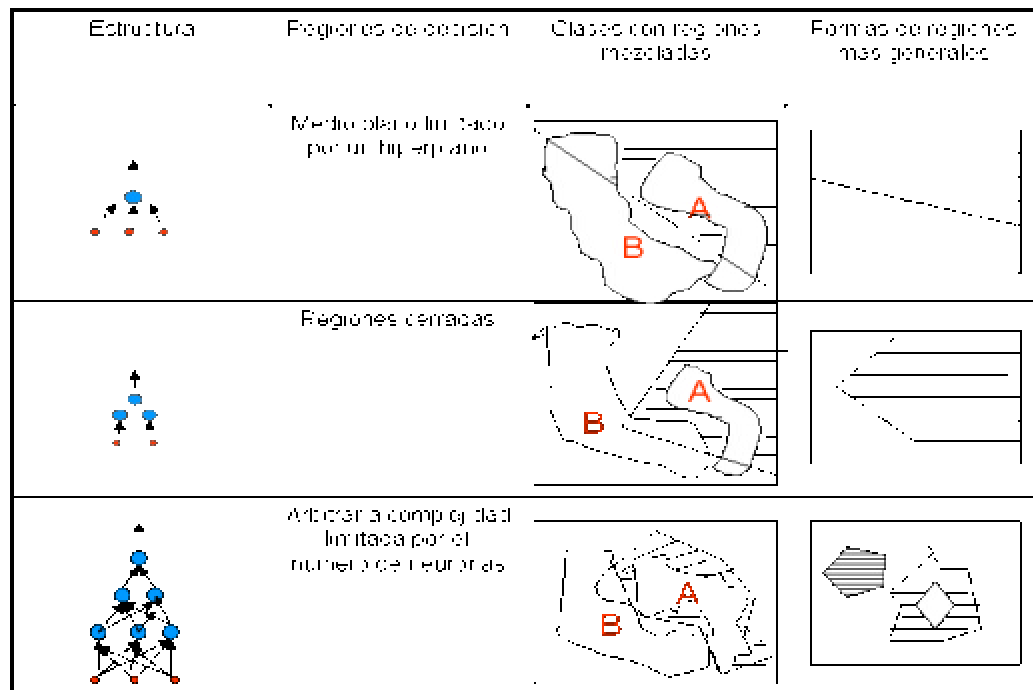 Estructura
Regiones de decisión
Clases con regiones
mezcladas
Formas de regiones
más generales
Medio plano limitado
por un hiperplano
A
B
Regiones cerradas
A
B
Arbitraria complejidad
limitada por el
número de neuronas
A
B